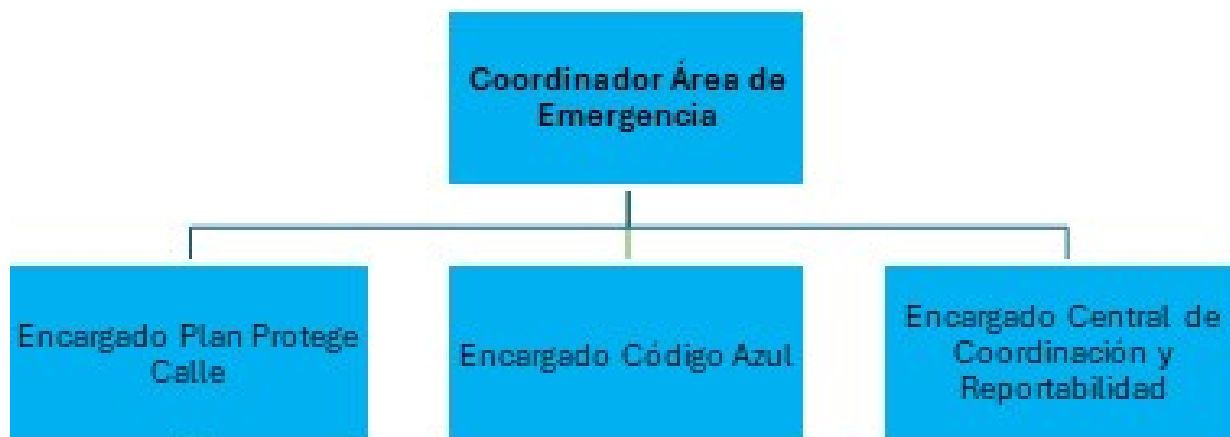 Coordinador Área de
Emergencia
Encargado Plan Protege
Calle
Encargado Código Azul
Encargado Central de
Coordinación y
Reportabilidad